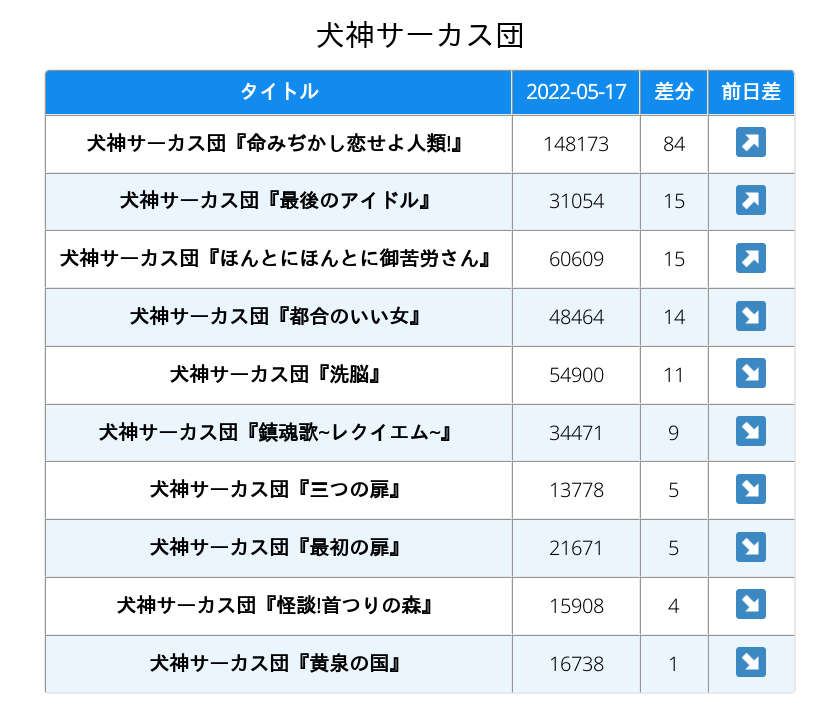 犬神サーカス団
タイトル 2022-05-17 差分 前日差
犬神サーカス団『命みぢかし恋せよ人類!』 148173 84 ↗
犬神サーカス団『最後のアイドル』 31054 15 ↗
犬神サーカス団『ほんとにほんとに御苦労さん』 60609 15 ↗
犬神サーカス団『都合のいい女』 48464 14 ↘
犬神サーカス団『洗脳』 54900 11 ↘
犬神サーカス団『鎮魂歌~レクイエム~』 34471 9 ↘
犬神サーカス団『三つの扉』 13778 5 ↘
犬神サーカス団『最初の扉』 21671 5 ↘
犬神サーカス団『怪談!首つりの森』 15908 4 ↘
犬神サーカス団『黄泉の国』 16738 1 ↘